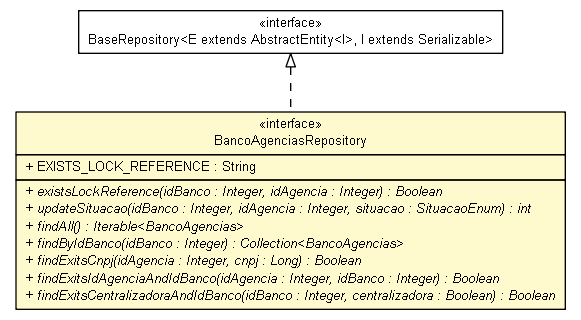 «interface»
BaseRepository<E extends AbstractEntity<I>, I extends Serializable>
«interface»
BancoAgenciasRepository
+ EXISTS_LOCK_REFERENCE : String
+ existsLockReference(idBanco : Integer, idAgencia : Integer) : Boolean
+ updateSituacao(idBanco : Integer, idAgencia : Integer, situacao : SituacaoEnum) : int
+ findAll() : Iterable<BancoAgencias>
+ findByIdBanco(idBanco : Integer) : Collection<BancoAgencias>
+ findExitsCnpj(idAgencia : Integer, cnpj : Long) : Boolean
+ findExitsIdAgenciaAndIdBanco(idAgencia : Integer, idBanco : Integer) : Boolean
+ findExitsCentralizadoraAndIdBanco(idBanco : Integer, centralizadora : Boolean) : Boolean